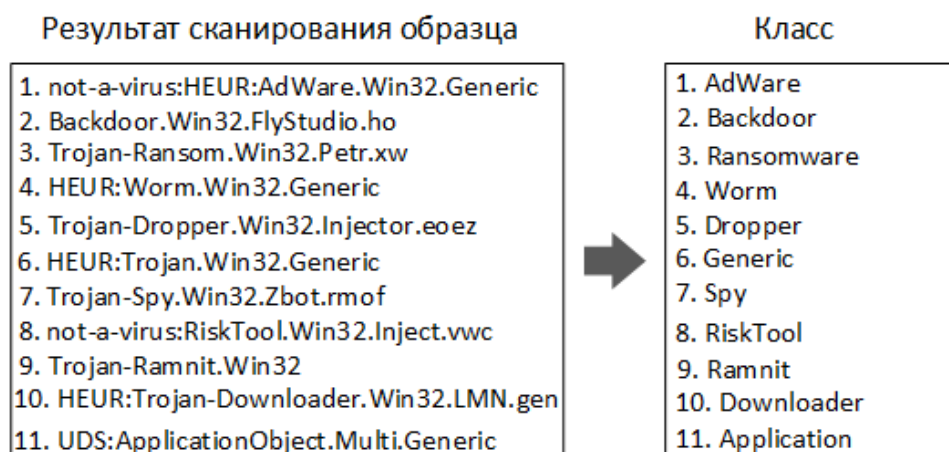 Результат сканирования образца
1. not-a-virus:HEUR:AdWare.Win32.Generic
2. Backdoor.Win32.FlyStudio.ho
3. Trojan-Ransom.Win32.Petr.xw
4. HEUR:Worm.Win32.Generic
5. Trojan-Dropper.Win32.Injector.eoez
6. HEUR:Trojan.Win32.Generic
7. Trojan-Spy.Win32.Zbot.rmof
8. not-a-virus:RiskTool.Win32.Inject.vwc
9. Trojan-Ramnit.Win32
10. HEUR:Trojan-Downloader.Win32.LMN.gen
11. UDS:ApplicationObject.Multi.Generic
Класс
1. AdWare
2. Backdoor
3. Ransomware
4. Worm
5. Dropper
6. Generic
7. Spy
8. RiskTool
9. Ramnit
10. Downloader
11. Application